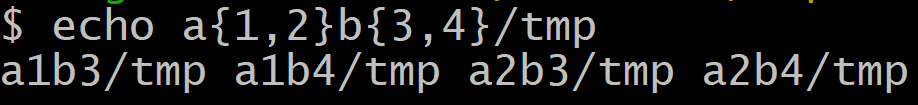 $ echo a{1,2}b{3,4}/tmp
a1b3/tmp a1b4/tmp a2b3/tmp a2b4/tmp